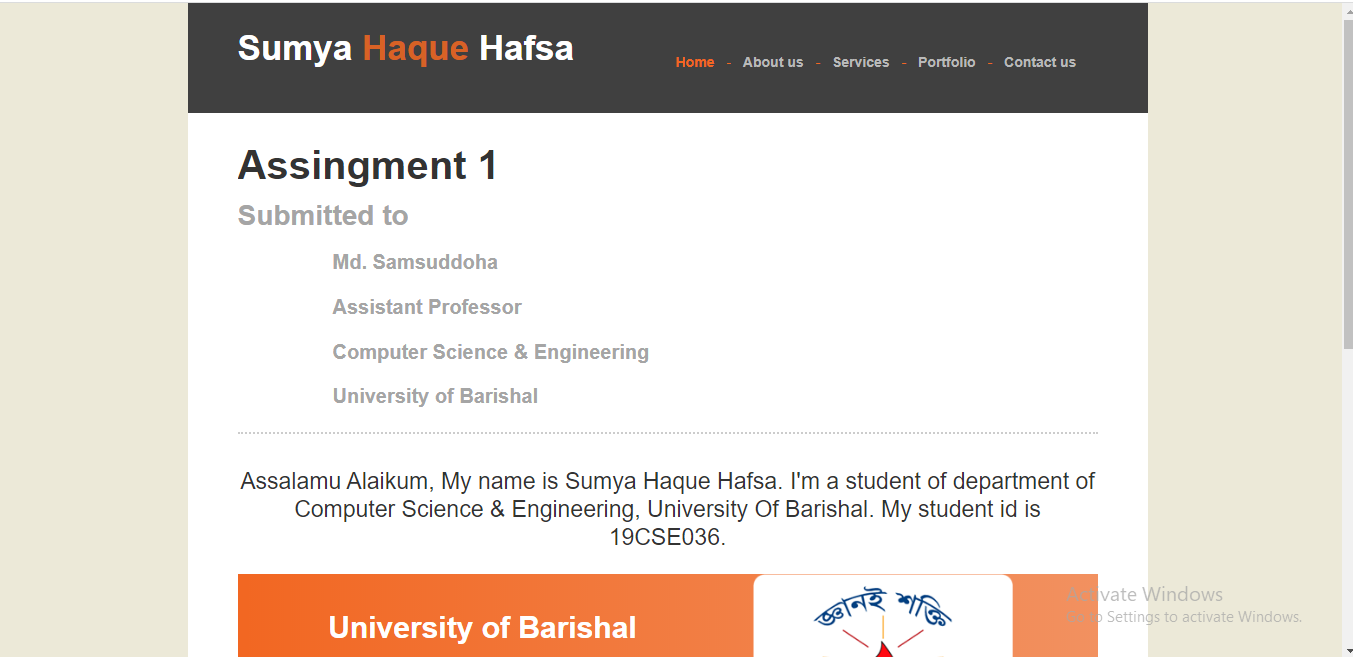 Sumya Haque Hafsa
Home - About us - Services - Portfolio - Contact us
Assingment 1
Submitted to
Md. Samsuddoha
Assistant Professor
Computer Science & Engineering
University of Barishal
Assalamu Alaikum, My name is Sumya Haque Hafsa. I'm a student of department of
Computer Science & Engineering, University Of Barishal. My student id is
19CSE036.
জ্ঞানই শক্তি
University of Barishal
Activate Windows
Go to Settings to activate Windows.